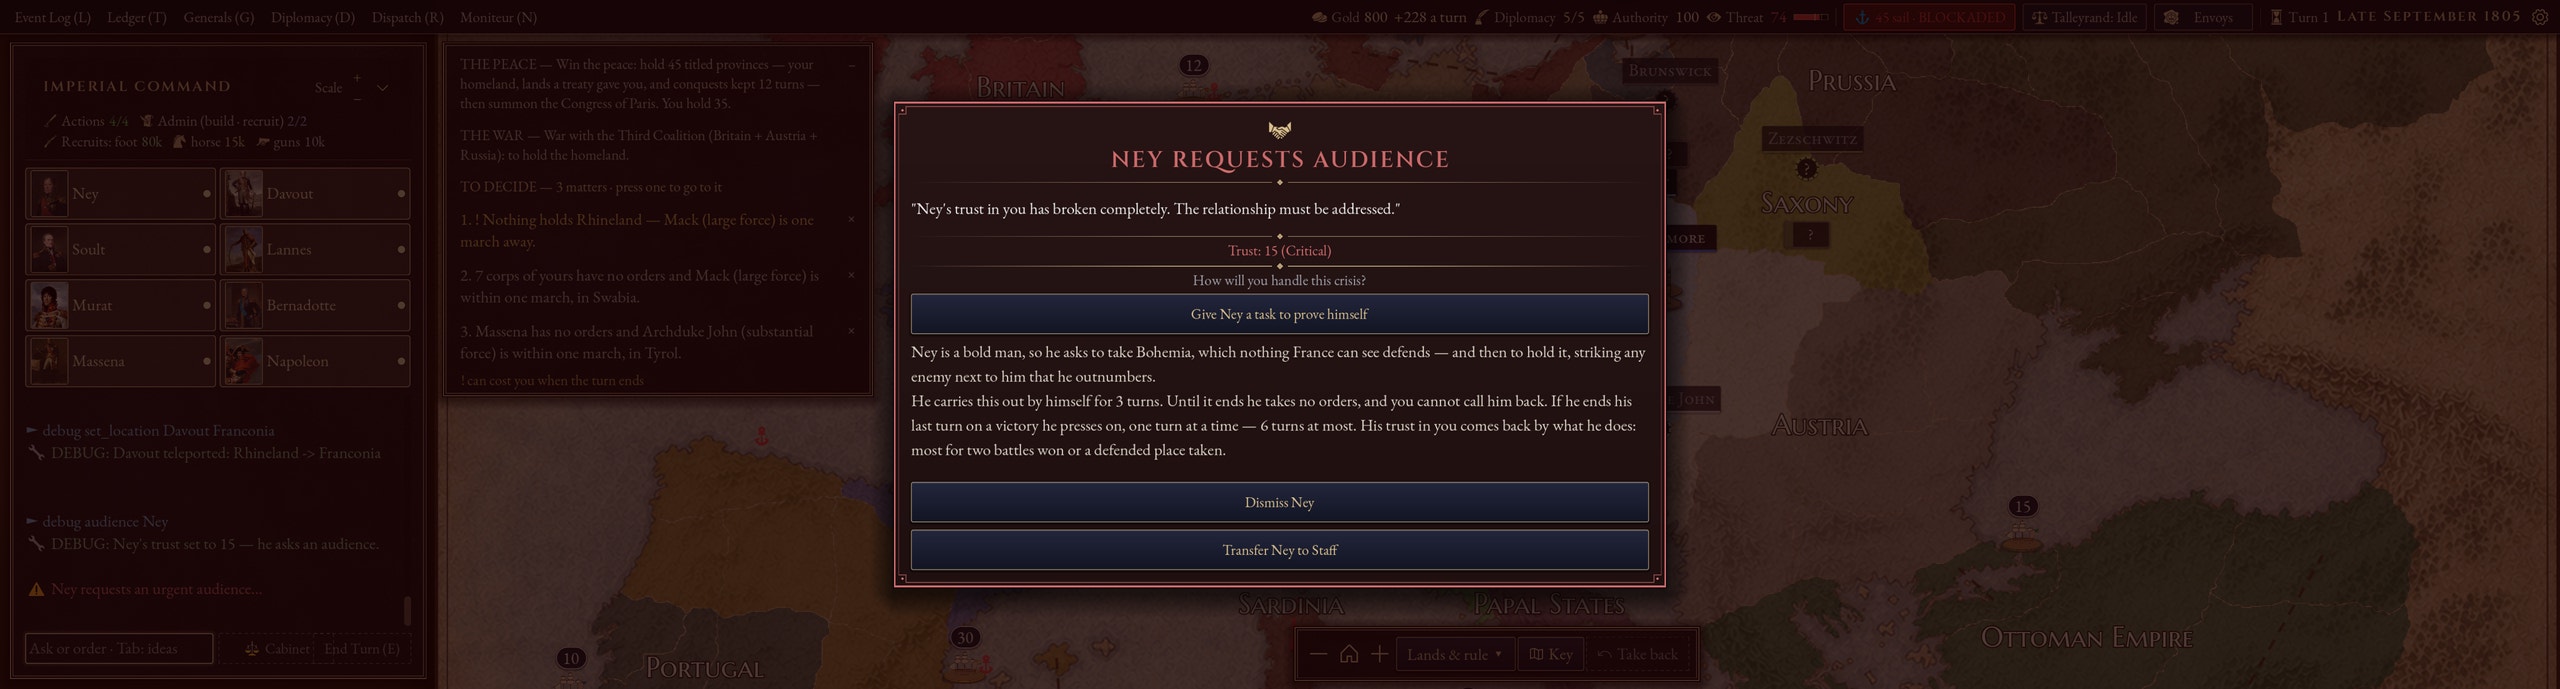 Event Log (L) Ledger (T) Generals (G) Diplomacy (D) Dispatch (R) Moniteur (N) Gold 800 +228 a turn Diplomacy 5/5 Authority 100 Threat 74 45 sail · BLOCKADED Talleyrand: Idle Envoys Turn 1 LATE SEPTEMBER 1805
IMPERIAL COMMAND Scale + −
Actions 4/4 Admin (build · recruit) 2/2
Recruits: foot 80k horse 15k guns 10k
Ney Davout
Soult Lannes
Murat Bernadotte
Massena Napoleon
► debug set_location Davout Franconia
DEBUG: Davout teleported: Rhineland -> Franconia
► debug audience Ney
DEBUG: Ney's trust set to 15 — he asks an audience.
Ney requests an urgent audience...
Ask or order · Tab: ideas Cabinet End Turn (E)
THE PEACE — Win the peace: hold 45 titled provinces — your –
homeland, lands a treaty gave you, and conquests kept 12 turns —
then summon the Congress of Paris. You hold 35.
THE WAR — War with the Third Coalition (Britain + Austria +
Russia): to hold the homeland.
TO DECIDE — 3 matters · press one to go to it
1. ! Nothing holds Rhineland — Mack (large force) is one ×
march away.
2. 7 corps of yours have no orders and Mack (large force) is ×
within one march, in Swabia.
3. Massena has no orders and Archduke John (substantial ×
force) is within one march, in Tyrol.
! can cost you when the turn ends
NEY REQUESTS AUDIENCE
"Ney's trust in you has broken completely. The relationship must be addressed."
Trust: 15 (Critical)
How will you handle this crisis?
Give Ney a task to prove himself
Ney is a bold man, so he asks to take Bohemia, which nothing France can see defends — and then to hold it, striking any
enemy next to him that he outnumbers.
He carries this out by himself for 3 turns. Until it ends he takes no orders, and you cannot call him back. If he ends his
last turn on a victory he presses on, one turn at a time — 6 turns at most. His trust in you comes back by what he does:
most for two battles won or a defended place taken.
Dismiss Ney
Transfer Ney to Staff
BRITAIN
12
BRUNSWICK
PRUSSIA
ZEZSCHWITZ
?
SAXONY
?
MORE
JOHN
AUSTRIA
15
SARDINIA
PAPAL STATES
OTTOMAN EMPIRE
30
10
PORTUGAL
− + Lands & rule ▾ Key Take back